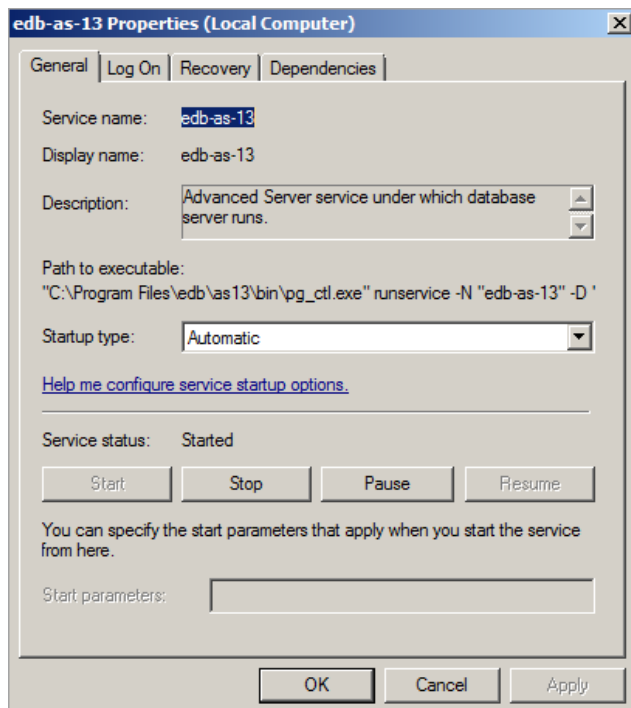 edb-as-13 Properties (Local Computer)
General Log On Recovery Dependencies
Service name: edb-as-13
Display name: edb-as-13
Description: Advanced Server service under which database
server runs.
Path to executable:
"C:\Program Files\edb\as13\bin\pg_ctl.exe" runservice -N "edb-as-13" -D "
Startup type: Automatic
Help me configure service startup options.
Service status: Started
Start Stop Pause Resume
You can specify the start parameters that apply when you start the service
from here.
Start parameters:
OK Cancel Apply